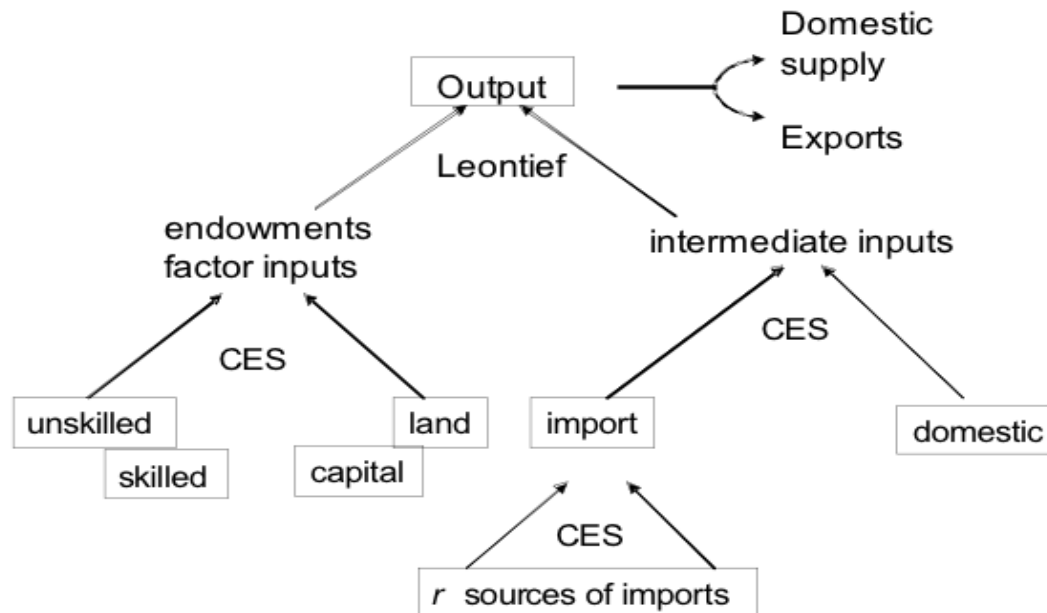 Domestic
supply
Output
Exports
Leontief
endowments
factor inputs
intermediate inputs
CES
CES
unskilled
land
import
domestic
skilled
capital
CES
r sources of imports